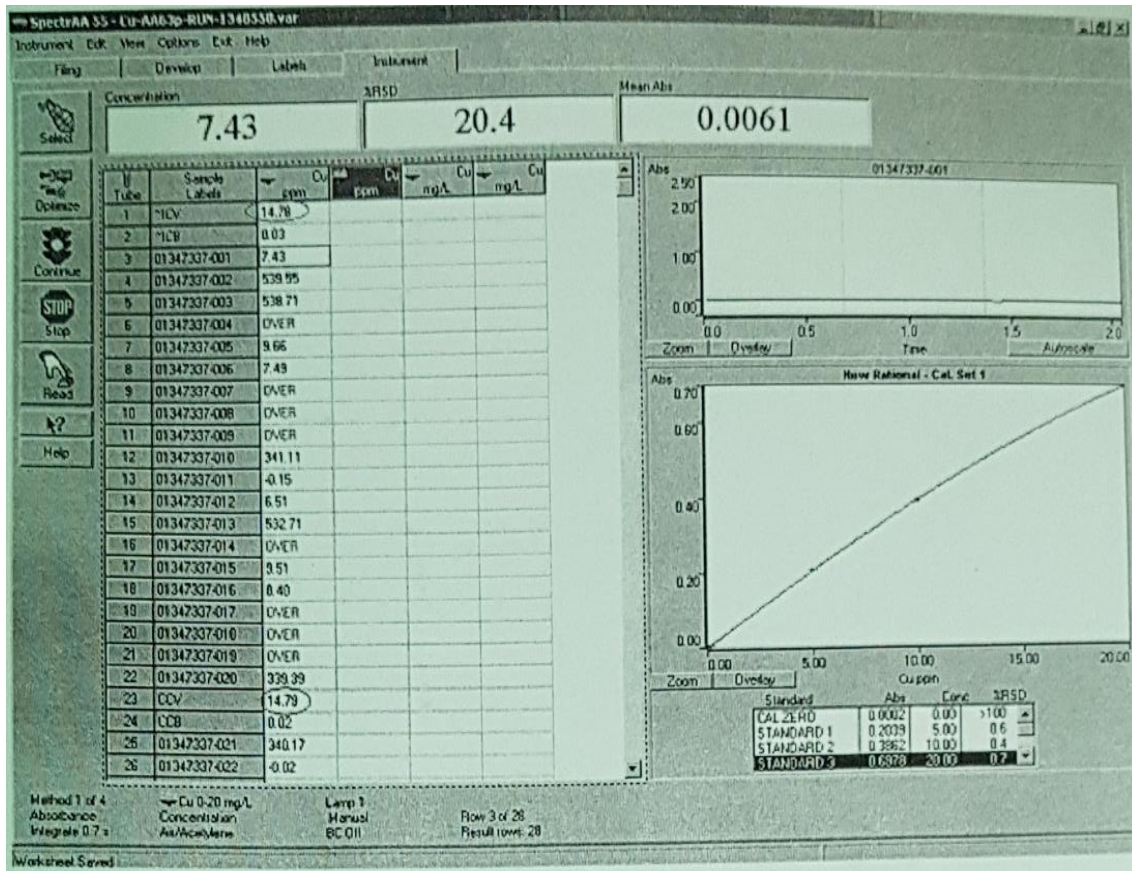 SpectrAA 55 - Cu-AA63p-RUN-1340330.var
Instrument Edit View Options Exit Help
Filing Develop Labels Instrument
Concentration %RSD Mean Abs
7.43 20.4 0.0061
Select
Optimize
Continue
STOP
Stop
Read
Help
Tube Sample Labels Cu ppm Cu ppm Cu mg/L Cu mg/L
1 14.78
2 0.03
3 01347337-001 7.43
4 01347337-002 539.55
5 01347337-003 538.71
6 01347337-004 OVER
7 01347337-005 9.66
8 01347337-006 7.49
9 01347337-007 OVER
10 01347337-008 OVER
11 01347337-009 OVER
12 01347337-010 341.11
13 01347337-011 -0.15
14 01347337-012 6.51
15 01347337-013 532.71
16 01347337-014 OVER
17 01347337-015 9.51
18 01347337-016 8.40
19 01347337-017 OVER
20 01347337-018 OVER
21 01347337-019 OVER
22 01347337-020 339.39
23 CCV 14.79
24 CCB 0.02
25 01347337-021 340.17
26 01347337-022 -0.02
Abs 01347337-001
2.50
2.00
1.00
0.00
0.0 0.5 1.0 1.5 2.0
Zoom Overlay Time Autoscale
Abs New Rational - Cal. Set 1
0.70
0.60
0.40
0.20
0.00
0.00 5.00 10.00 15.00 20.00
Zoom Overlay Cu ppm
Standard Abs Conc %RSD
CAL ZERO 0.0002 0.00 >100
STANDARD 1 0.2039 5.00 0.6
STANDARD 2 0.3862 10.00 0.4
STANDARD 3 0.6978 20.00 0.7
Method 1 of 4 Cu 0-20 mg/L Lamp 1
Absorbance Concentration Manual Row 3 of 28
Integrate 0.7 s Air/Acetylene BC Off Result rows: 28
Worksheet Saved